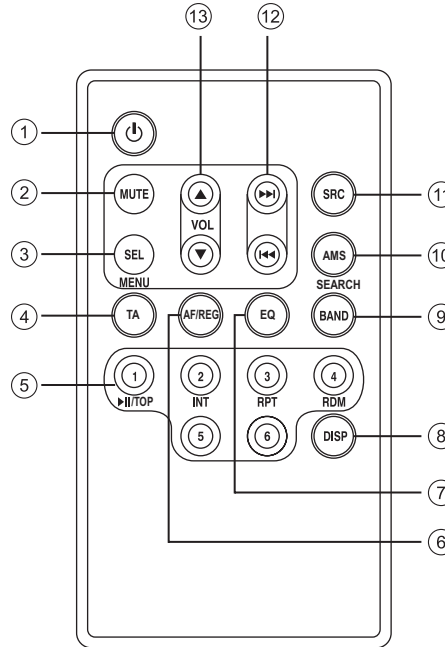 13 12
1
2 MUTE SRC 11
VOL
3 SEL AMS 10
MENU SEARCH
4 TA AF/REG EQ BAND 9
5 1 2 3 4
/TOP INT RPT RDM
5 6 DISP 8
7
6